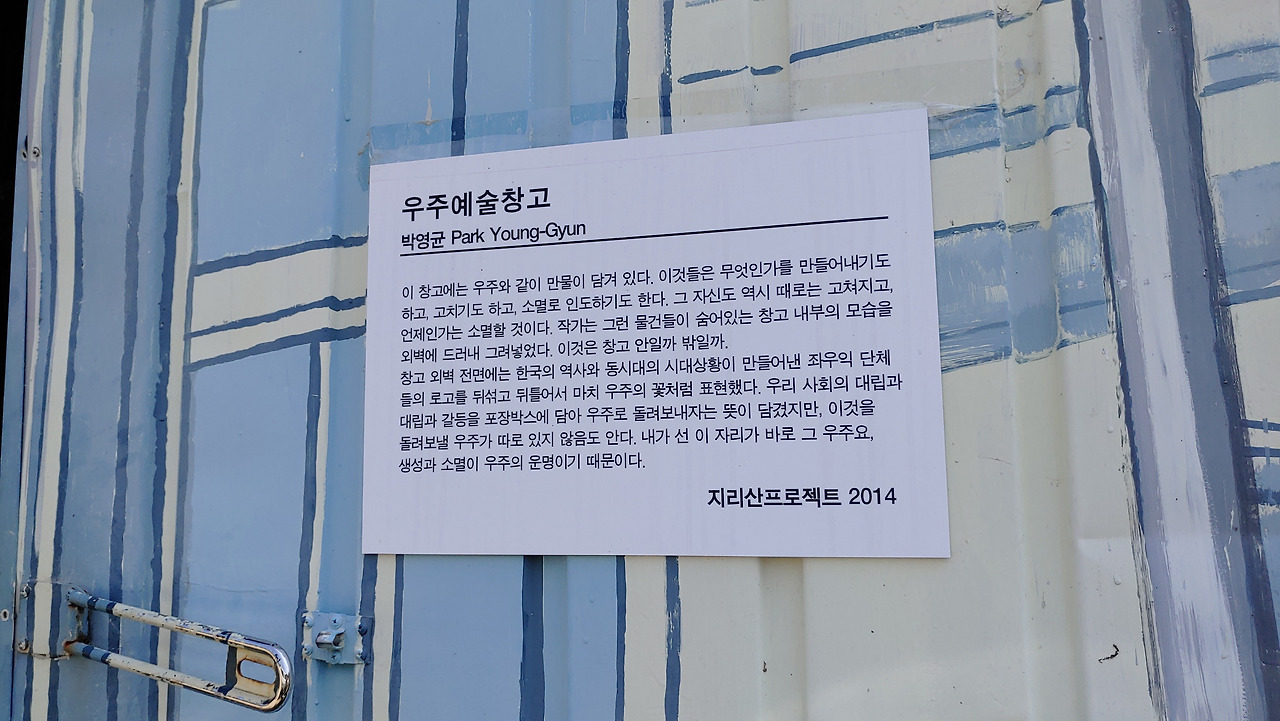 우주예술창고
박영균 Park Young-Gyun
이 창고에는 우주와 같이 만물이 담겨 있다. 이것들은 무엇인가를 만들어내기도
하고, 고치기도 하고, 소멸로 인도하기도 한다. 그 자신도 역시 때로는 고쳐지고,
언제인가는 소멸할 것이다. 작가는 그런 물건들이 숨어있는 창고 내부의 모습을
외벽에 드러내 그려넣었다. 이것은 창고 안일까 밖일까.
창고 외벽 전면에는 한국의 역사와 동시대의 시대상황이 만들어낸 좌우익 단체
들의 로고를 뒤섞고 뒤틀어서 마치 우주의 꽃처럼 표현했다. 우리 사회의 대립과
대립과 갈등을 포장박스에 담아 우주로 돌려보내자는 뜻이 담겼지만, 이것을
돌려보낼 우주가 따로 있지 않음도 안다. 내가 선 이 자리가 바로 그 우주요,
생성과 소멸이 우주의 운명이기 때문이다.
지리산프로젝트 2014